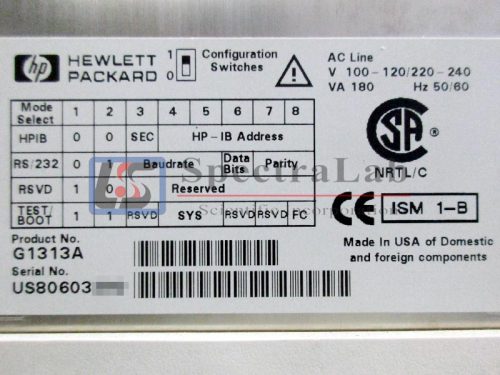 hp HEWLETT PACKARD
1
0
Configuration Switches
AC Line
V 100-120/220-240
VA 180 Hz 50/60
Mode Select 1 2 3 4 5 6 7 8
HPIB 0 0 SEC HP-IB Address
RS/232 0 1 Baudrate Data Bits Parity
RSVD 1 0 Reserved
TEST/BOOT 1 1 RSVD SYS RSVD RSVD FC
SA ®
NRTL/C
CE ISM 1-B
LS SpectraLab
Scientific
Product No.
G1313A
Serial No.
US80603
Made in USA of Domestic
and foreign components